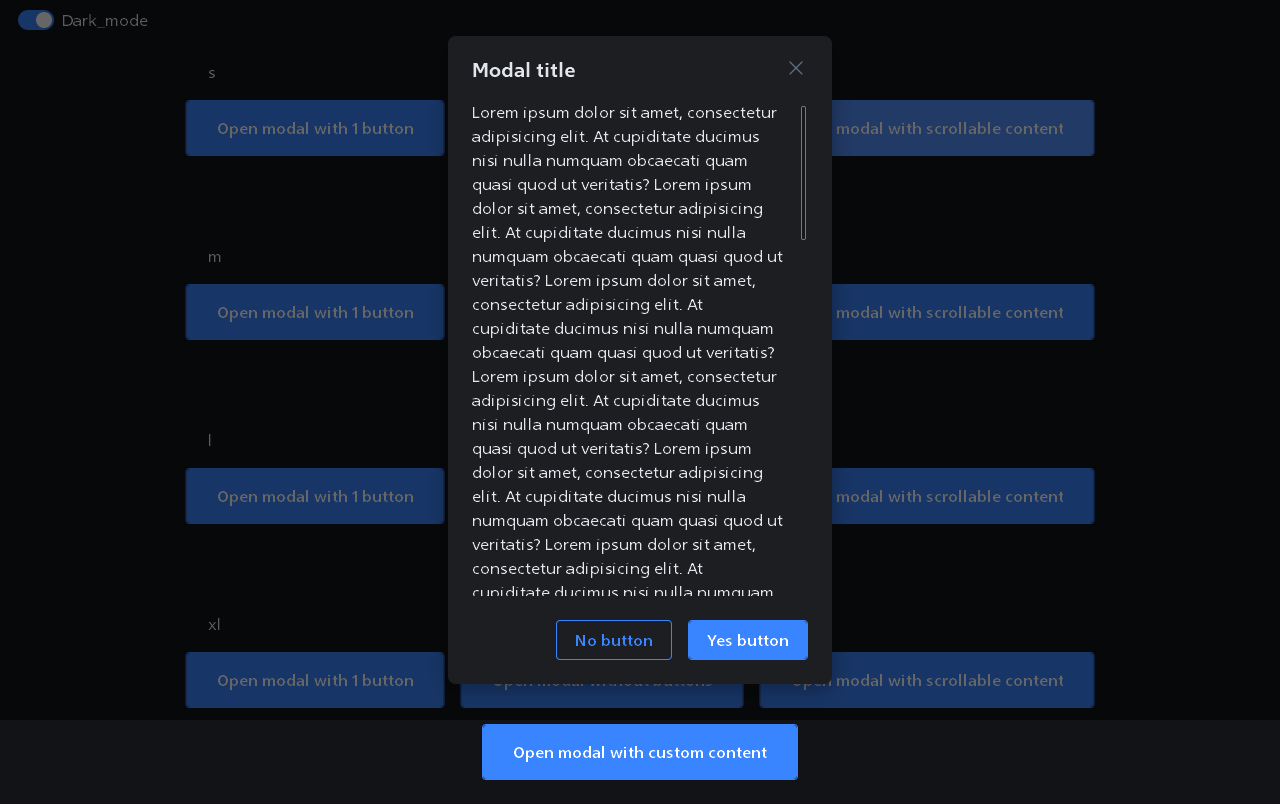 Dark_mode
s
Open modal with 1 button
modal with scrollable content
m
Open modal with 1 button
modal with scrollable content
l
Open modal with 1 button
modal with scrollable content
xl
Open modal with 1 button
Open modal without buttons
Open modal with scrollable content
Modal title
Lorem ipsum dolor sit amet, consectetur
adipisicing elit. At cupiditate ducimus
nisi nulla numquam obcaecati quam
quasi quod ut veritatis? Lorem ipsum
dolor sit amet, consectetur adipisicing
elit. At cupiditate ducimus nisi nulla
numquam obcaecati quam quasi quod ut
veritatis? Lorem ipsum dolor sit amet,
consectetur adipisicing elit. At
cupiditate ducimus nisi nulla numquam
obcaecati quam quasi quod ut veritatis?
Lorem ipsum dolor sit amet, consectetur
adipisicing elit. At cupiditate ducimus
nisi nulla numquam obcaecati quam
quasi quod ut veritatis? Lorem ipsum
dolor sit amet, consectetur adipisicing
elit. At cupiditate ducimus nisi nulla
numquam obcaecati quam quasi quod ut
veritatis? Lorem ipsum dolor sit amet,
consectetur adipisicing elit. At
cupiditate ducimus nisi nulla numquam
No button
Yes button
Open modal with custom content